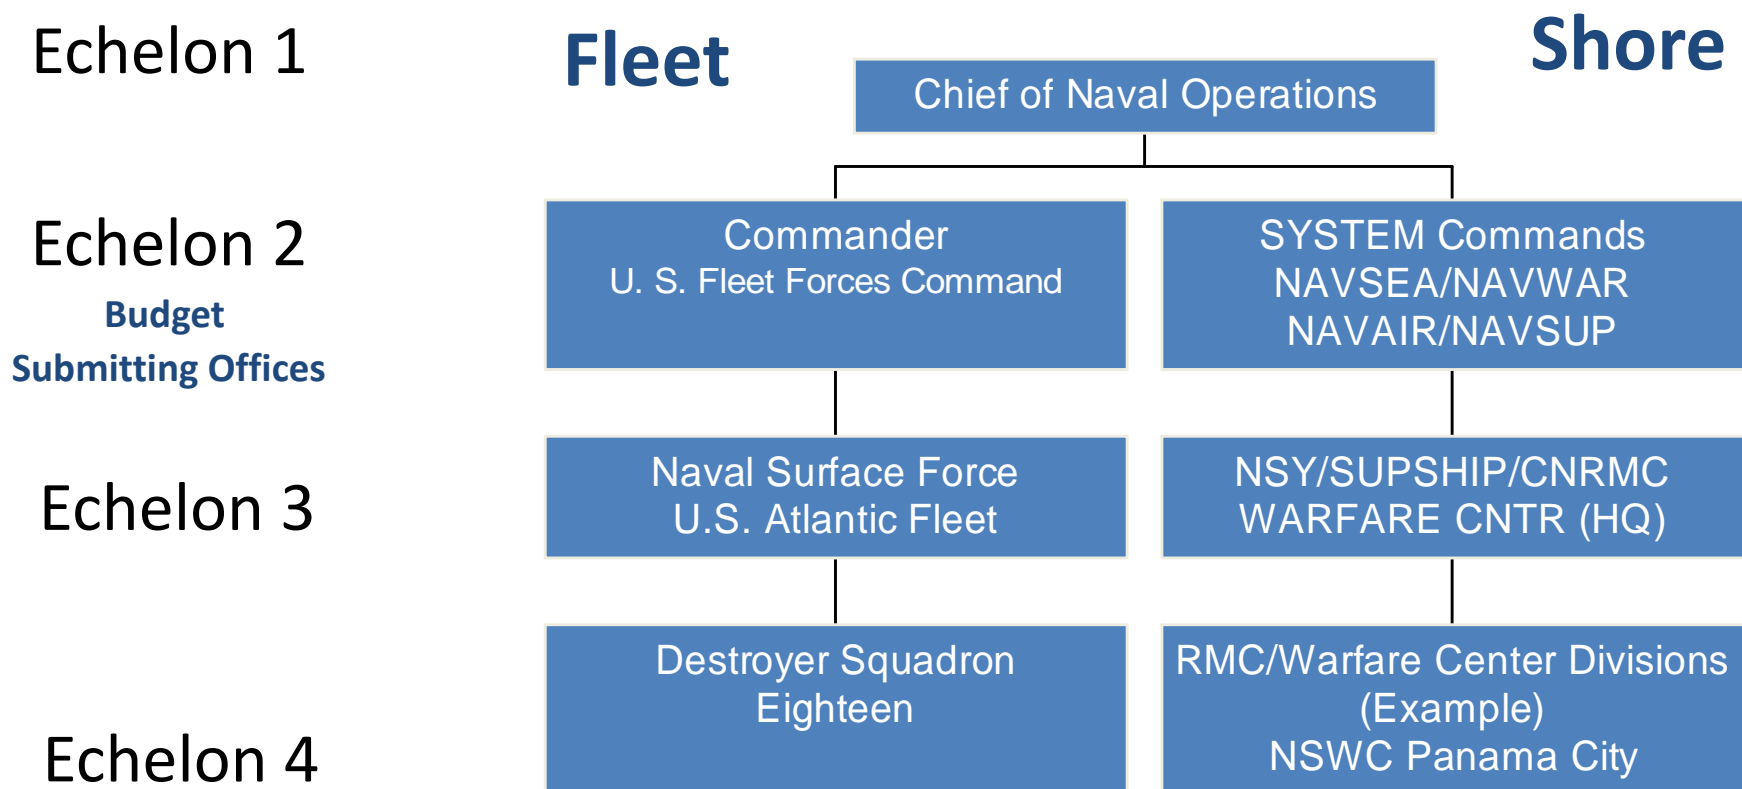 Echelon 1
Fleet
Shore
Chief of Naval Operations
Echelon 2
Budget
Submitting Offices
Commander
U. S. Fleet Forces Command
SYSTEM Commands
NAVSEA/NAVWAR
NAVAIR/NAVSUP
Echelon 3
Naval Surface Force
U.S. Atlantic Fleet
NSY/SUPSHIP/CNRMC
WARFARE CNTR (HQ)
Echelon 4
Destroyer Squadron
Eighteen
RMC/Warfare Center Divisions
(Example)
NSWC Panama City